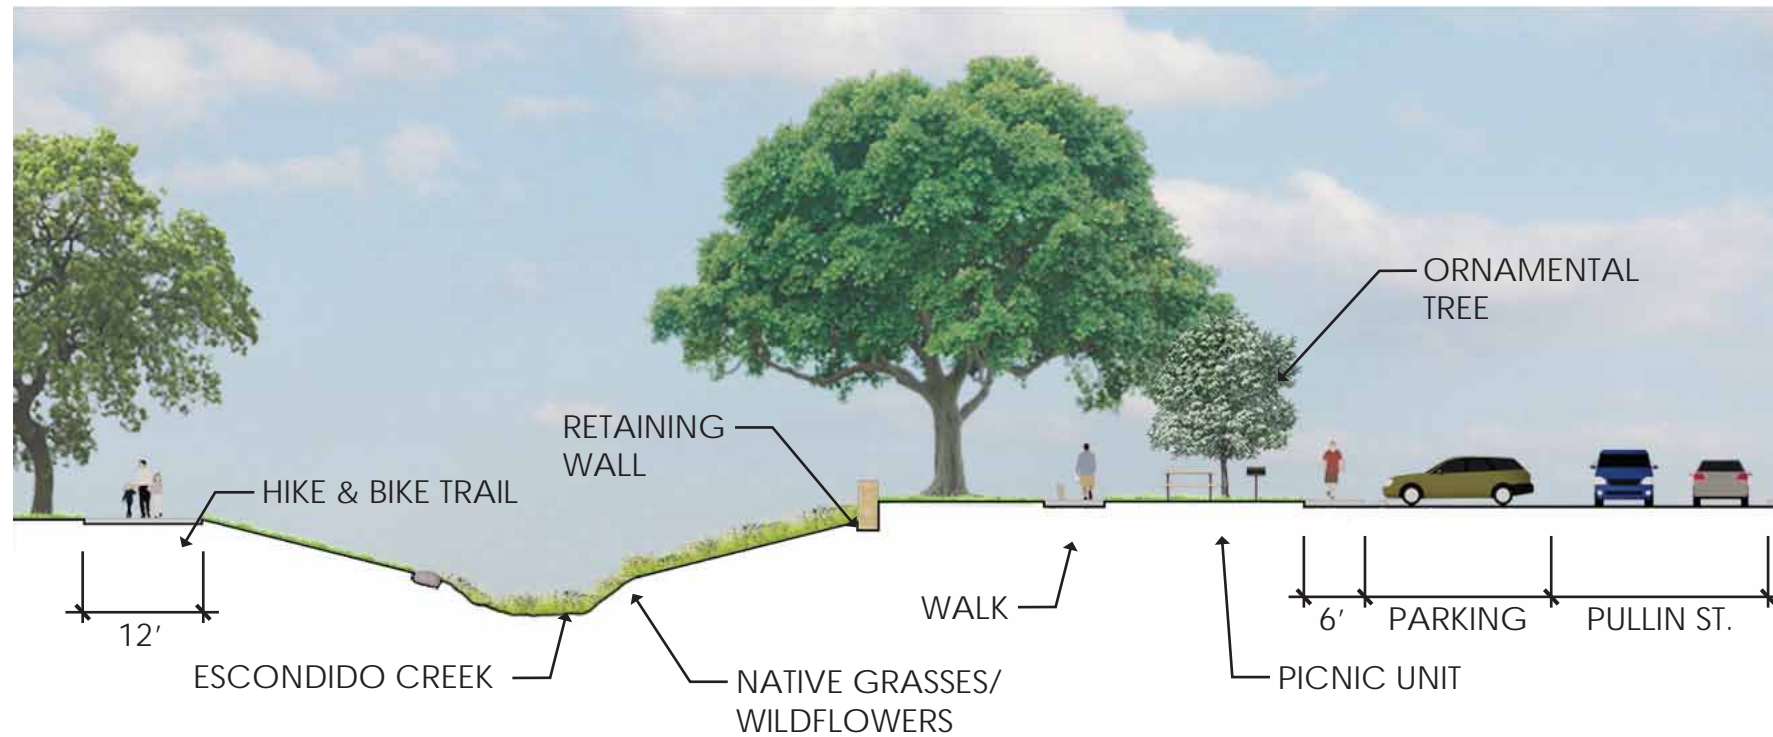 ORNAMENTAL
TREE
RETAINING
WALL
HIKE & BIKE TRAIL
WALK
12'
6'
PARKING
PULLIN ST.
ESCONDIDO CREEK
NATIVE GRASSES/
WILDFLOWERS
PICNIC UNIT